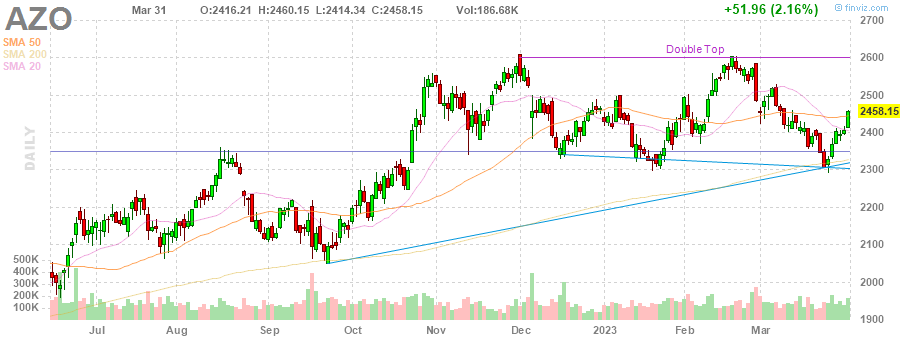 AZO
Mar 31 O:2416.21 H:2460.15 L:2414.34 C:2458.15 Vol:186.68K +51.96 (2.16%) © finviz.com
SMA 50
SMA 200
SMA 20
Double Top
DAILY
2700
2600
2500
2458.15
2400
2300
2200
2100
2000
1900
500K
400K
300K
200K
100K
Jul Aug Sep Oct Nov Dec 2023 Feb Mar